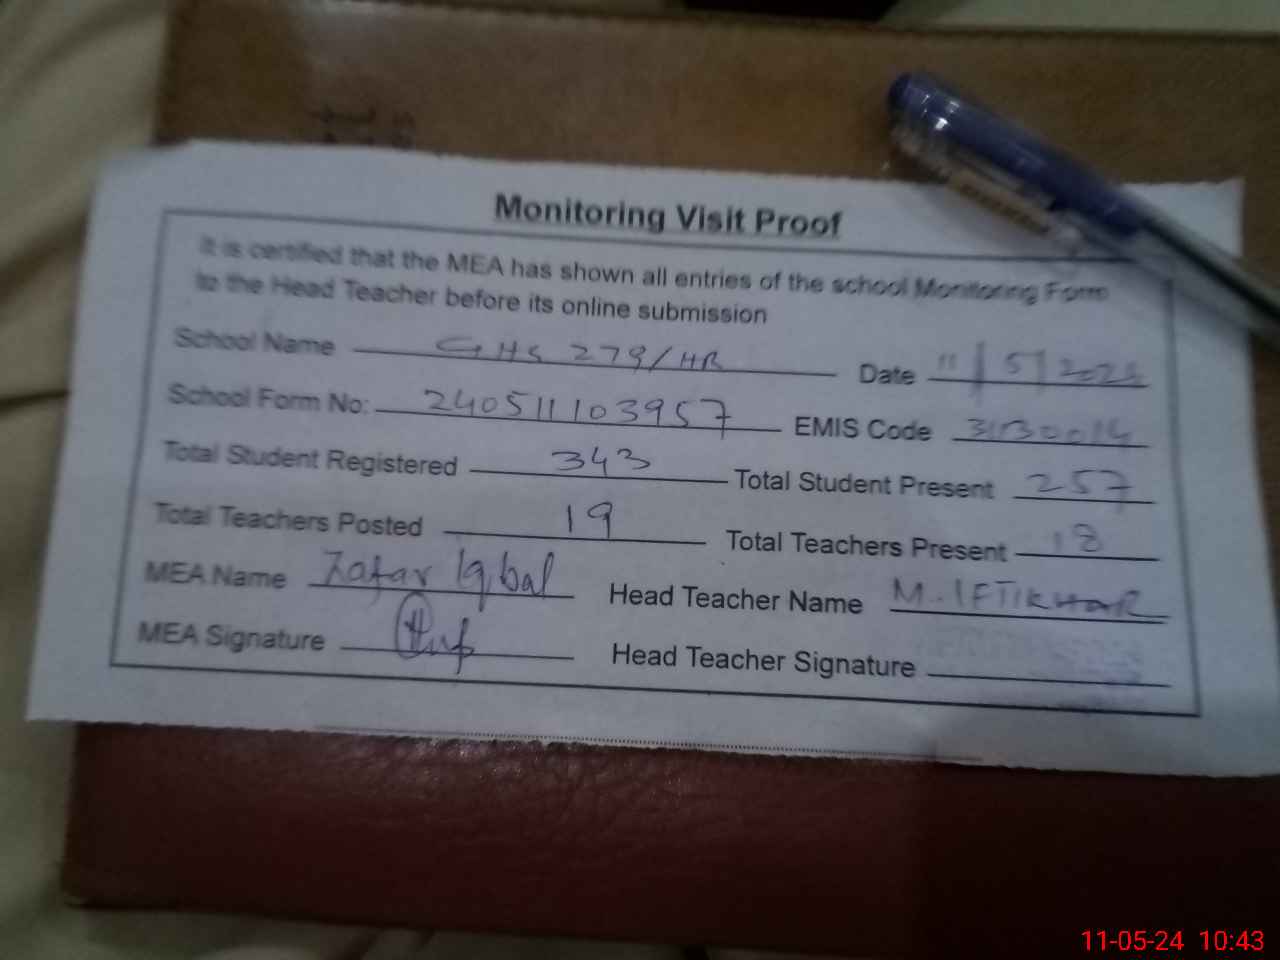 Monitoring Visit Proof
It is certified that the MEA has shown all entries of the school Monitoring Form
to the Head Teacher before its online submission
School Name GHS 279/HR Date 11/5/2024
School Form No: 240511103957 EMIS Code 31130014
Total Student Registered 343 Total Student Present 257
Total Teachers Posted 19 Total Teachers Present 18
MEA Name Zafar Iqbal Head Teacher Name M. IFTIKHAR
MEA Signature Head Teacher Signature
11-05-24 10:43